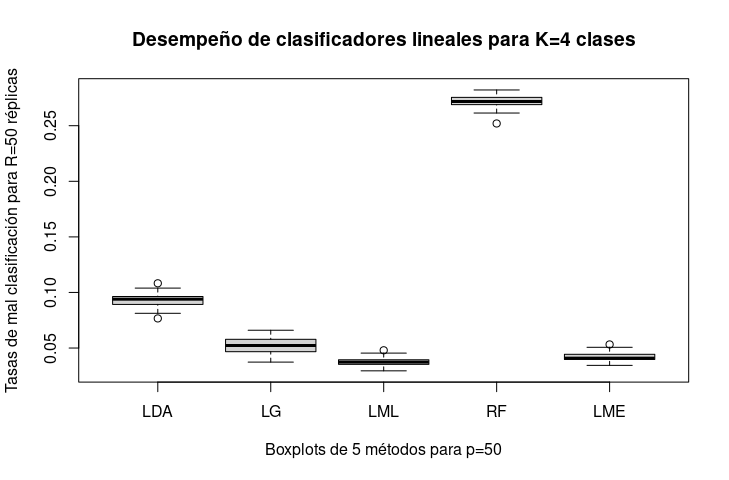 Desempeño de clasificadores lineales para K=4 clases
Tasas de mal clasificación para R=50 réplicas
0.25
0.20
0.15
0.10
0.05
LDA
LG
LML
RF
LME
Boxplots de 5 métodos para p=50